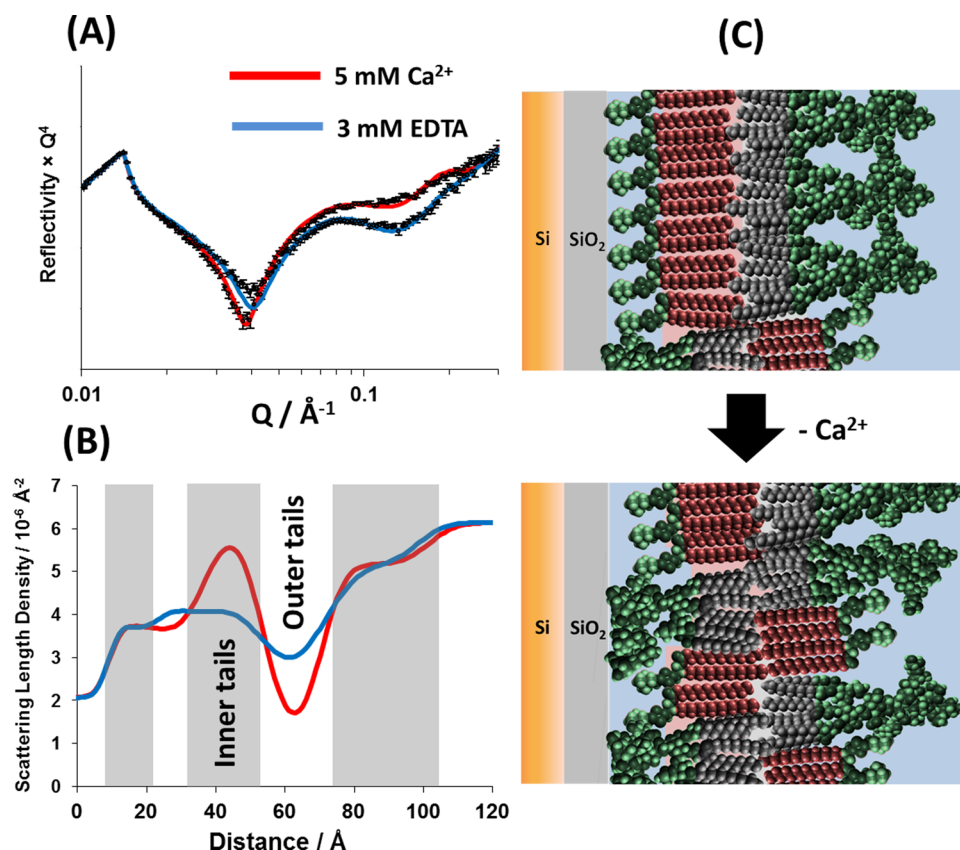 (A)
5 mM Ca²⁺
3 mM EDTA
Reflectivity × Q⁴
0.01
0.1
Q / Å⁻¹
(B)
Scattering Length Density / 10⁻⁶ Å⁻²
7
6
5
4
3
2
1
0
Inner tails
Outer tails
0
20
40
60
80
100
120
Distance / Å
(C)
Si
SiO₂
- Ca²⁺
Si
SiO₂